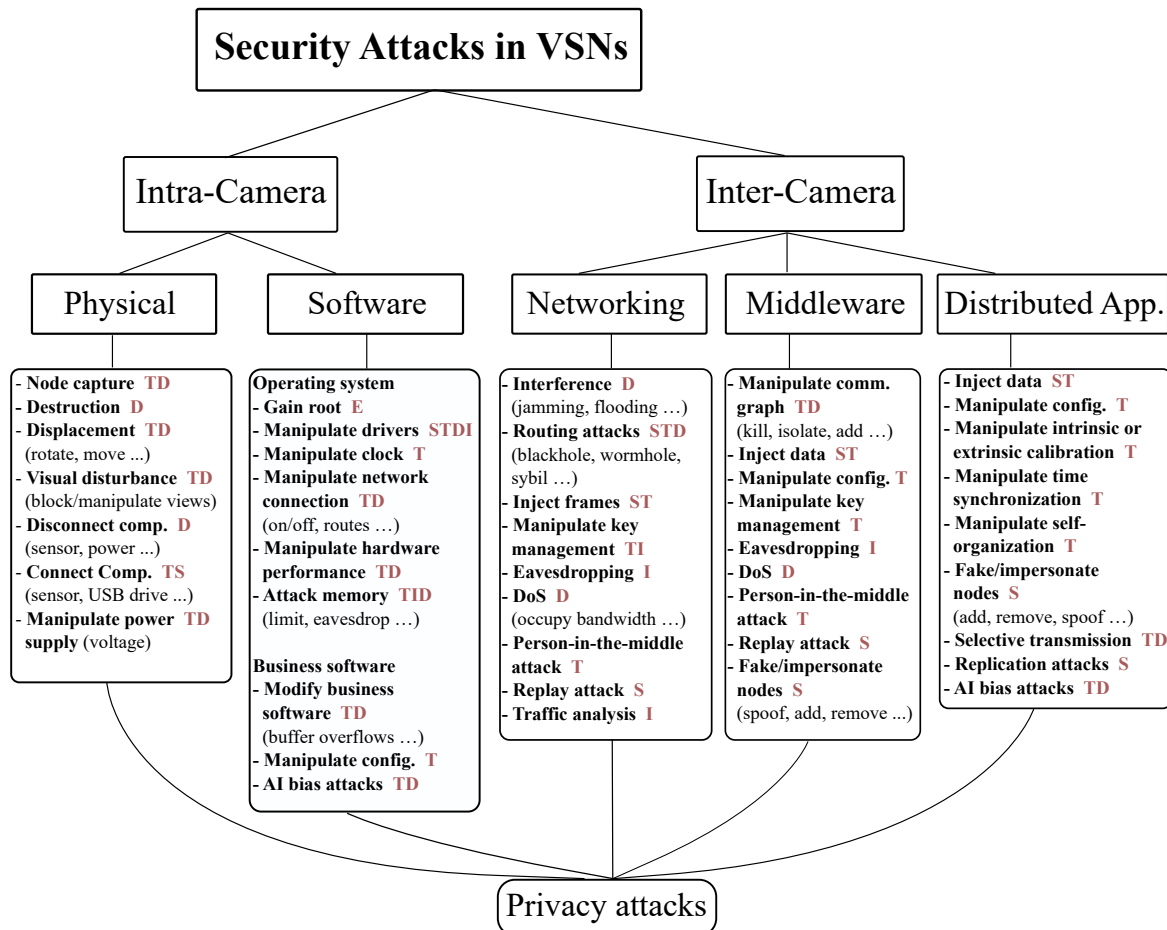 Security Attacks in VSNs
Intra-Camera
Inter-Camera
Physical
Software
Networking
Middleware
Distributed App.
- Node capture TD
- Destruction D
- Displacement TD
(rotate, move ...)
- Visual disturbance TD
(block/manipulate views)
- Disconnect comp. D
(sensor, power ...)
- Connect Comp. TS
(sensor, USB drive ...)
- Manipulate power TD
supply (voltage)
Operating system
- Gain root E
- Manipulate drivers STDI
- Manipulate clock T
- Manipulate network
connection TD
(on/off, routes …)
- Manipulate hardware
performance TD
- Attack memory TID
(limit, eavesdrop …)
Business software
- Modify business
software TD
(buffer overflows …)
- Manipulate config. T
- AI bias attacks TD
- Interference D
(jamming, flooding …)
- Routing attacks STD
(blackhole, wormhole,
sybil …)
- Inject frames ST
- Manipulate key
management TI
- Eavesdropping I
- DoS D
(occupy bandwidth …)
- Person-in-the-middle
attack T
- Replay attack S
- Traffic analysis I
- Manipulate comm.
graph TD
(kill, isolate, add …)
- Inject data ST
- Manipulate config. T
- Manipulate key
management T
- Eavesdropping I
- DoS D
- Person-in-the-middle
attack T
- Replay attack S
- Fake/impersonate
nodes S
(spoof, add, remove ...)
- Inject data ST
- Manipulate config. T
- Manipulate intrinsic or
extrinsic calibration T
- Manipulate time
synchronization T
- Manipulate self-
organization T
- Fake/impersonate
nodes S
(add, remove, spoof …)
- Selective transmission TD
- Replication attacks S
- AI bias attacks TD
Privacy attacks